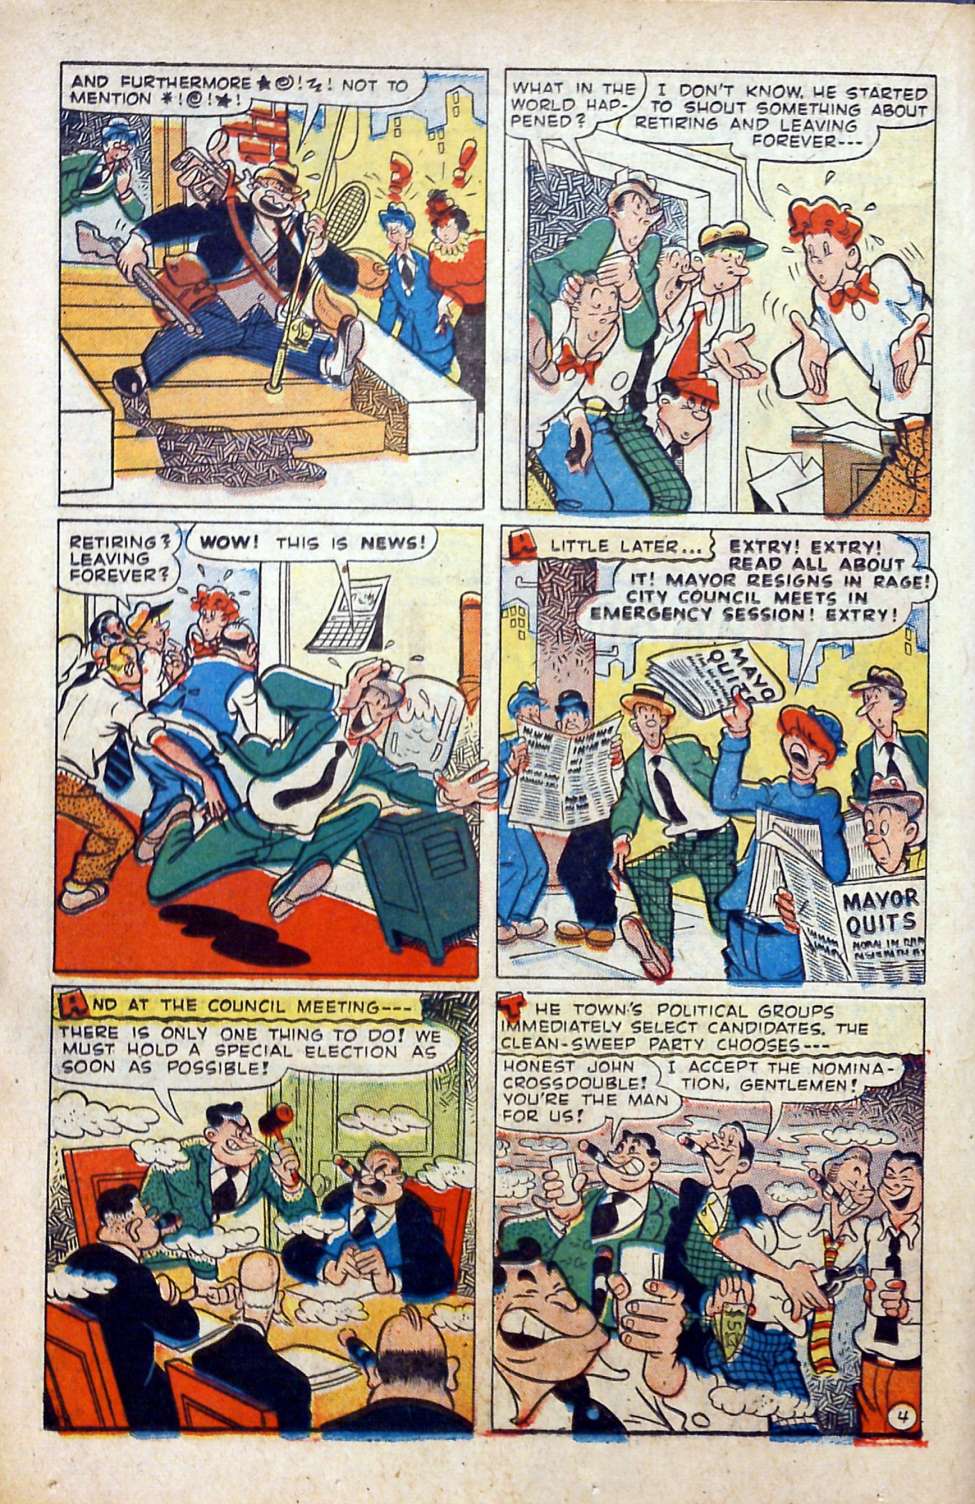 AND FURTHERMORE ★@!⚡! NOT TO
MENTION *!@!★!
WHAT IN THE
WORLD HAP-
PENED?
I DON'T KNOW. HE STARTED
TO SHOUT SOMETHING ABOUT
RETIRING AND LEAVING
FOREVER---
RETIRING?
LEAVING
FOREVER?
WOW! THIS IS NEWS!
A LITTLE LATER...
EXTRY! EXTRY!
READ ALL ABOUT
IT! MAYOR RESIGNS IN RAGE!
CITY COUNCIL MEETS IN
EMERGENCY SESSION! EXTRY!
MAYO
QUITS
MAYOR
QUITS
AND AT THE COUNCIL MEETING---
THERE IS ONLY ONE THING TO DO! WE
MUST HOLD A SPECIAL ELECTION AS
SOON AS POSSIBLE!
THE TOWN'S POLITICAL GROUPS
IMMEDIATELY SELECT CANDIDATES. THE
CLEAN-SWEEP PARTY CHOOSES---
HONEST JOHN
CROSSDOUBLE!
YOU'RE THE MAN
FOR US!
I ACCEPT THE NOMINA-
TION, GENTLEMEN!
4